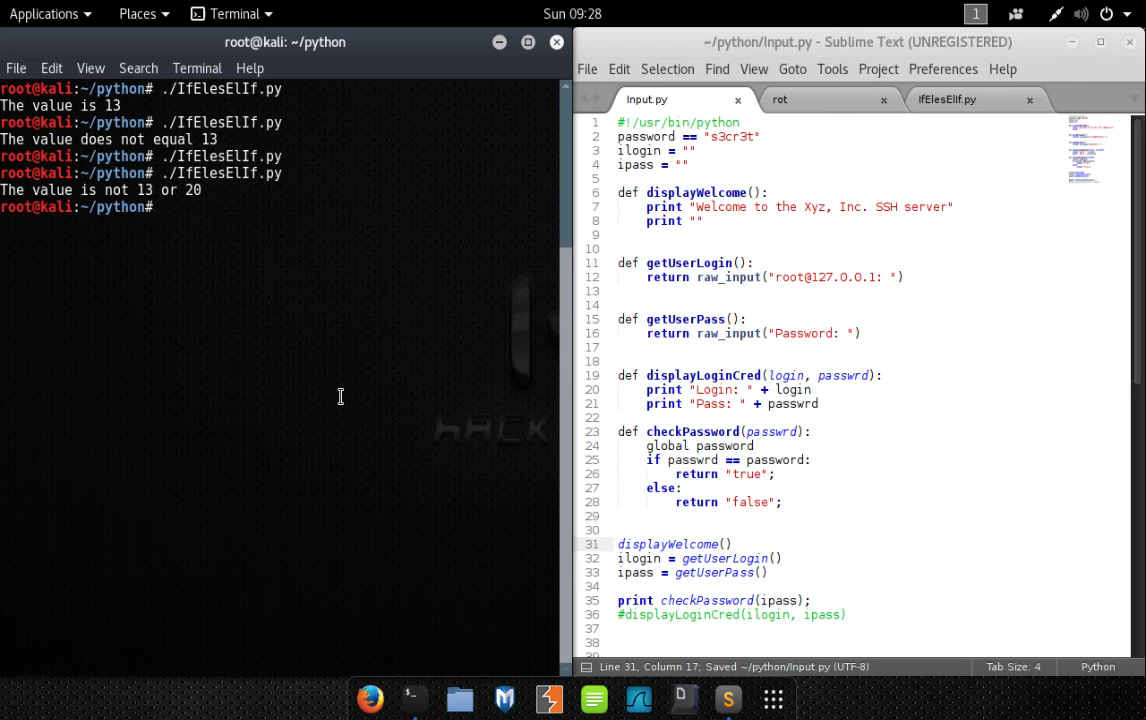 Applications Places Terminal Sun 09:28 1
root@kali: ~/python
File Edit View Search Terminal Help
root@kali:~/python# ./IfElesElIf.py
The value is 13
root@kali:~/python# ./IfElesElIf.py
The value does not equal 13
root@kali:~/python# ./IfElesElIf.py
root@kali:~/python# ./IfElesElIf.py
The value is not 13 or 20
root@kali:~/python#
HACK
~/python/Input.py - Sublime Text (UNREGISTERED)
File Edit Selection Find View Goto Tools Project Preferences Help
Input.py rot IfElesElIf.py
1 #!/usr/bin/python
2 password == "s3cr3t"
3 ilogin = ""
4 ipass = ""
5
6 def displayWelcome():
7 print "Welcome to the Xyz, Inc. SSH server"
8 print ""
9
10
11 def getUserLogin():
12 return raw_input("root@127.0.0.1: ")
13
14
15 def getUserPass():
16 return raw_input("Password: ")
17
18
19 def displayLoginCred(login, passwrd):
20 print "Login: " + login
21 print "Pass: " + passwrd
22
23 def checkPassword(passwrd):
24 global password
25 if passwrd == password:
26 return "true";
27 else:
28 return "false";
29
30
31 displayWelcome()
32 ilogin = getUserLogin()
33 ipass = getUserPass()
34
35 print checkPassword(ipass);
36 #displayLoginCred(ilogin, ipass)
37
38
39
Line 31, Column 17; Saved ~/python/Input.py (UTF-8) Tab Size: 4 Python